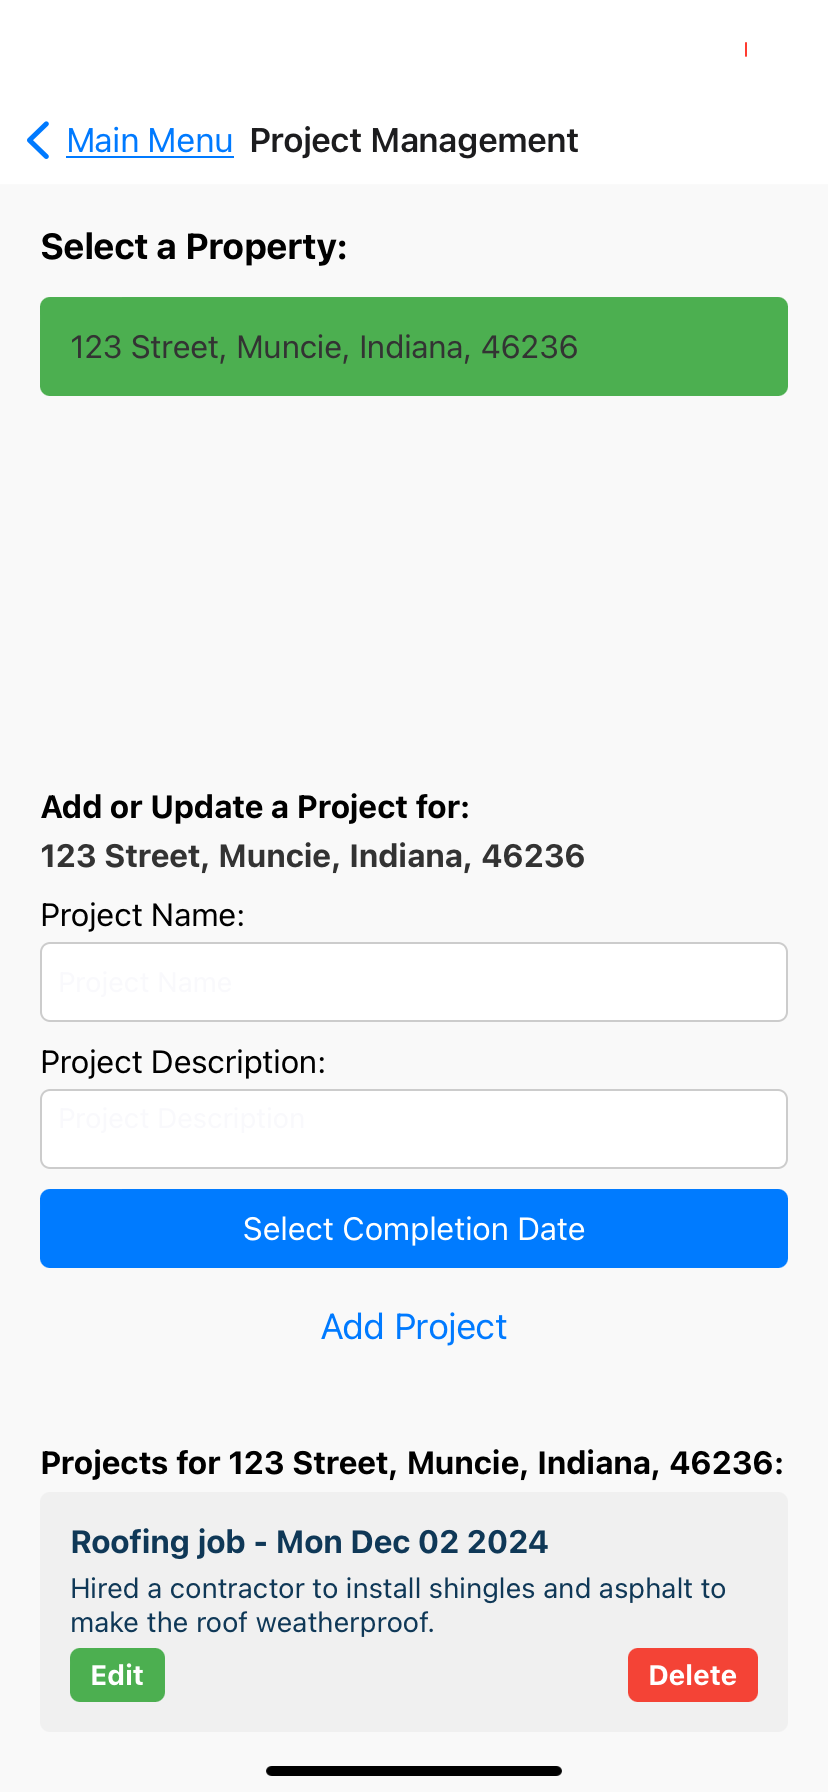 Main Menu Project Management
Select a Property:
123 Street, Muncie, Indiana, 46236
Add or Update a Project for:
123 Street, Muncie, Indiana, 46236
Project Name:
Project Name
Project Description:
Project Description
Select Completion Date
Add Project
Projects for 123 Street, Muncie, Indiana, 46236:
Roofing job - Mon Dec 02 2024
Hired a contractor to install shingles and asphalt to
make the roof weatherproof.
Edit Delete